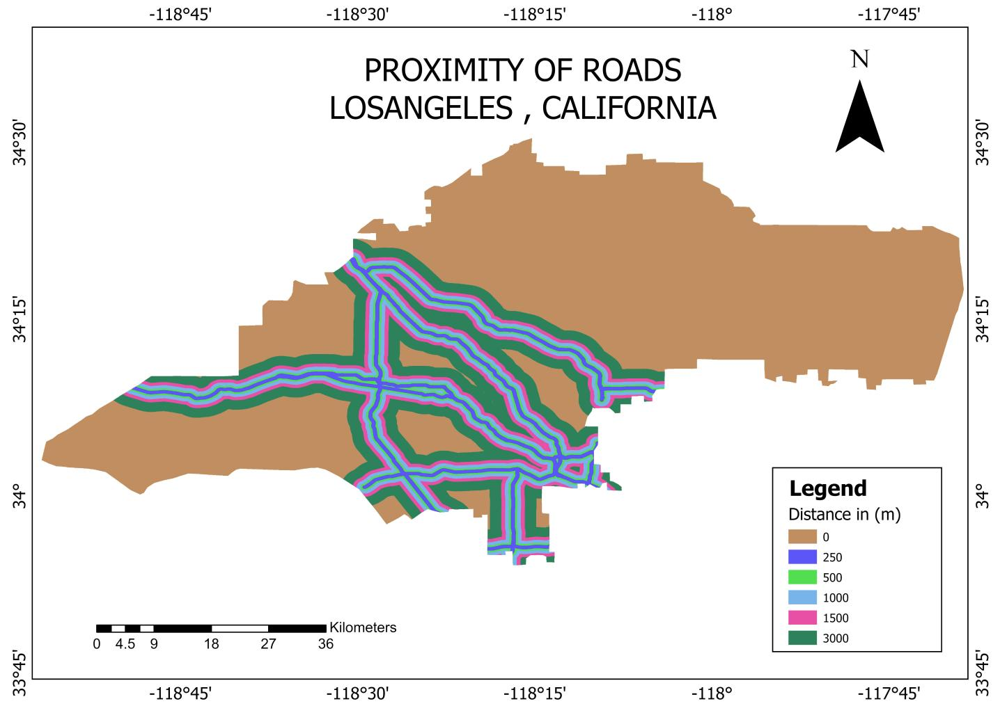 -118°45' -118°30' -118°15' -118° -117°45'
PROXIMITY OF ROADS
LOSANGELES , CALIFORNIA
N
34°30' 34°30'
34°15' 34°15'
34° 34°
33°45' 33°45'
Legend
Distance in (m)
0
250
500
1000
1500
3000
Kilometers
0 4.5 9 18 27 36
-118°45' -118°30' -118°15' -118° -117°45'